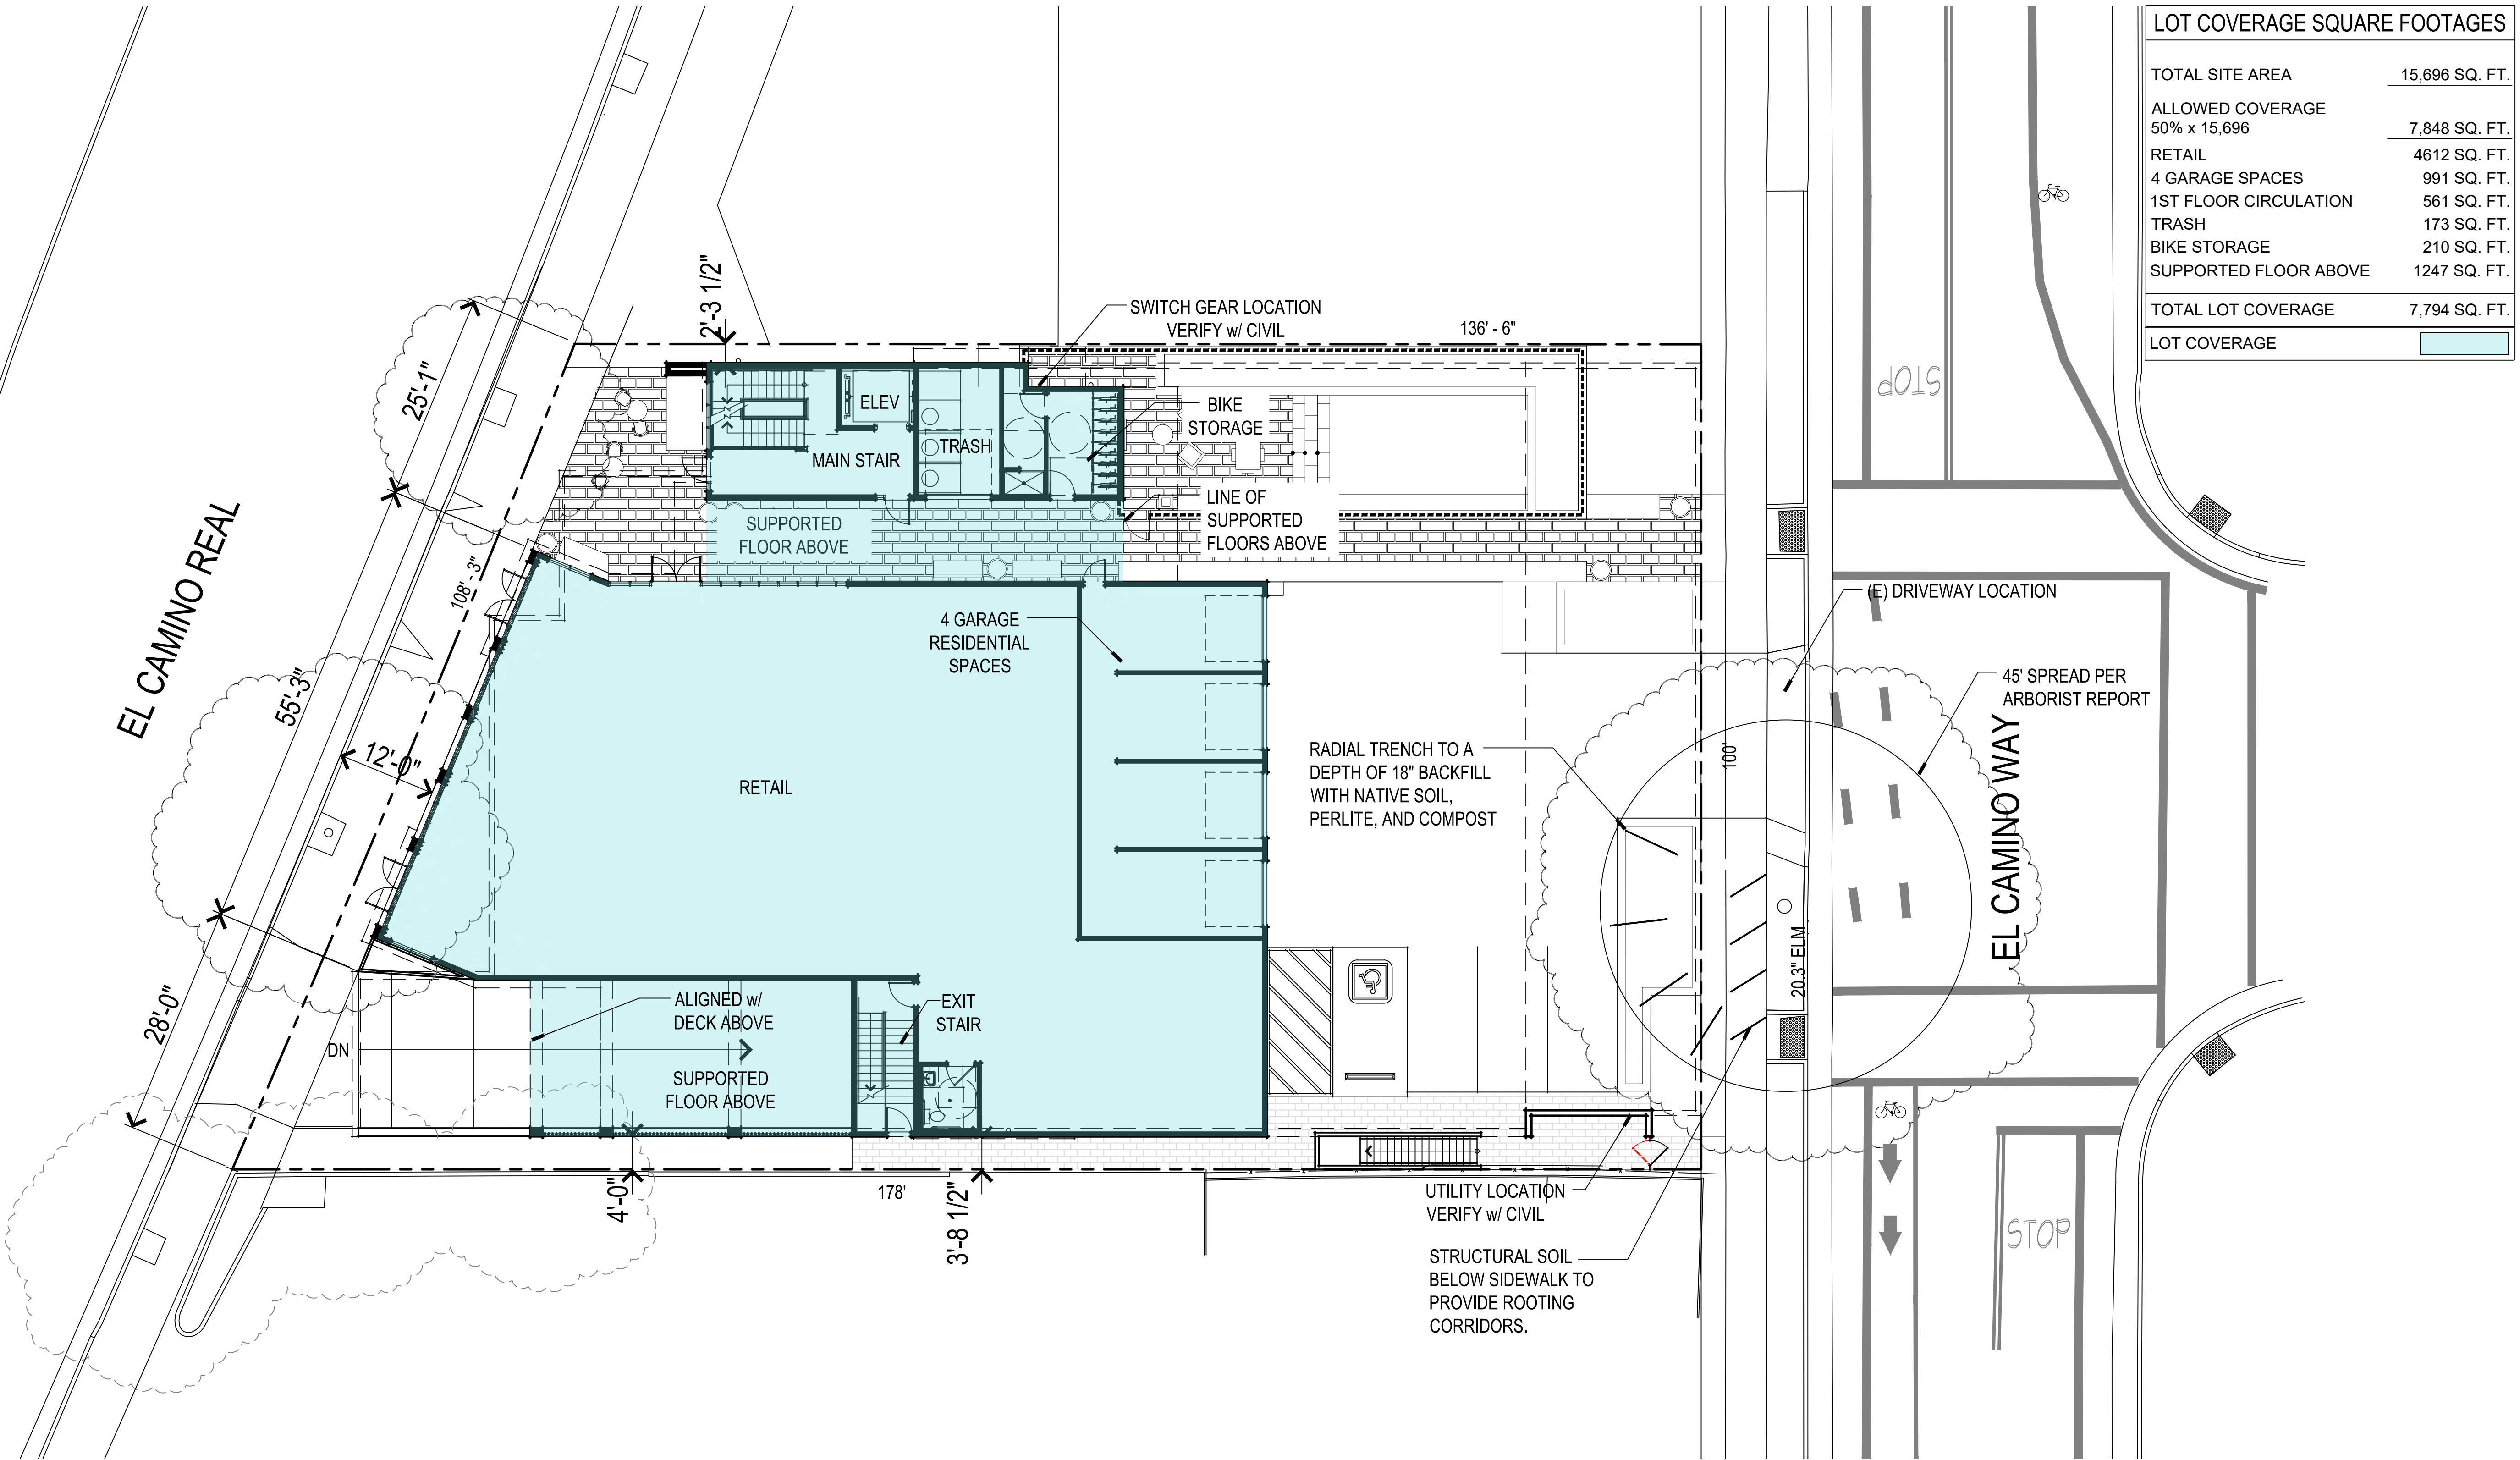 LOT COVERAGE SQUARE FOOTAGES
TOTAL SITE AREA 15,696 SQ. FT.
ALLOWED COVERAGE
50% x 15,696 7,848 SQ. FT.
RETAIL 4612 SQ. FT.
4 GARAGE SPACES 991 SQ. FT.
1ST FLOOR CIRCULATION 561 SQ. FT.
TRASH 173 SQ. FT.
BIKE STORAGE 210 SQ. FT.
SUPPORTED FLOOR ABOVE 1247 SQ. FT.
TOTAL LOT COVERAGE 7,794 SQ. FT.
LOT COVERAGE
2'-3 1/2"
SWITCH GEAR LOCATION
VERIFY w/ CIVIL
136' - 6"
STOP
25'-1"
ELEV
BIKE
STORAGE
TRASH
MAIN STAIR
LINE OF
SUPPORTED
FLOORS ABOVE
SUPPORTED
FLOOR ABOVE
EL CAMINO REAL
108' - 3"
4 GARAGE
RESIDENTIAL
SPACES
(E) DRIVEWAY LOCATION
45' SPREAD PER
ARBORIST REPORT
55'-3"
12'-0"
RETAIL
RADIAL TRENCH TO A
DEPTH OF 18" BACKFILL
WITH NATIVE SOIL,
PERLITE, AND COMPOST
100'
EL CAMINO WAY
20.3" ELM
28'-0"
ALIGNED w/
DECK ABOVE
EXIT
STAIR
DN
SUPPORTED
FLOOR ABOVE
4'-0"
178'
3'-8 1/2"
UTILITY LOCATION
VERIFY w/ CIVIL
STOP
STRUCTURAL SOIL
BELOW SIDEWALK TO
PROVIDE ROOTING
CORRIDORS.